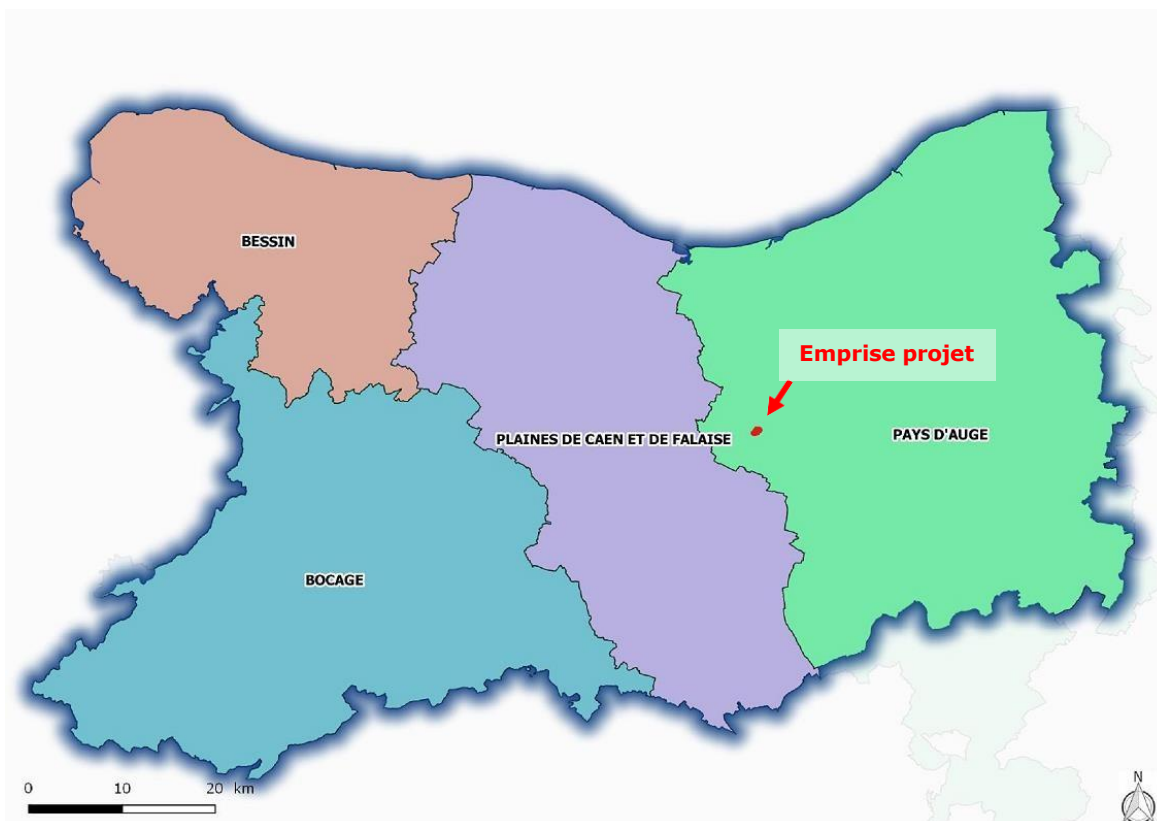 BESSIN
Emprise projet
PLAINES DE CAEN ET DE FALAISE
PAYS D'AUGE
BOCAGE
0 10 20 km
N